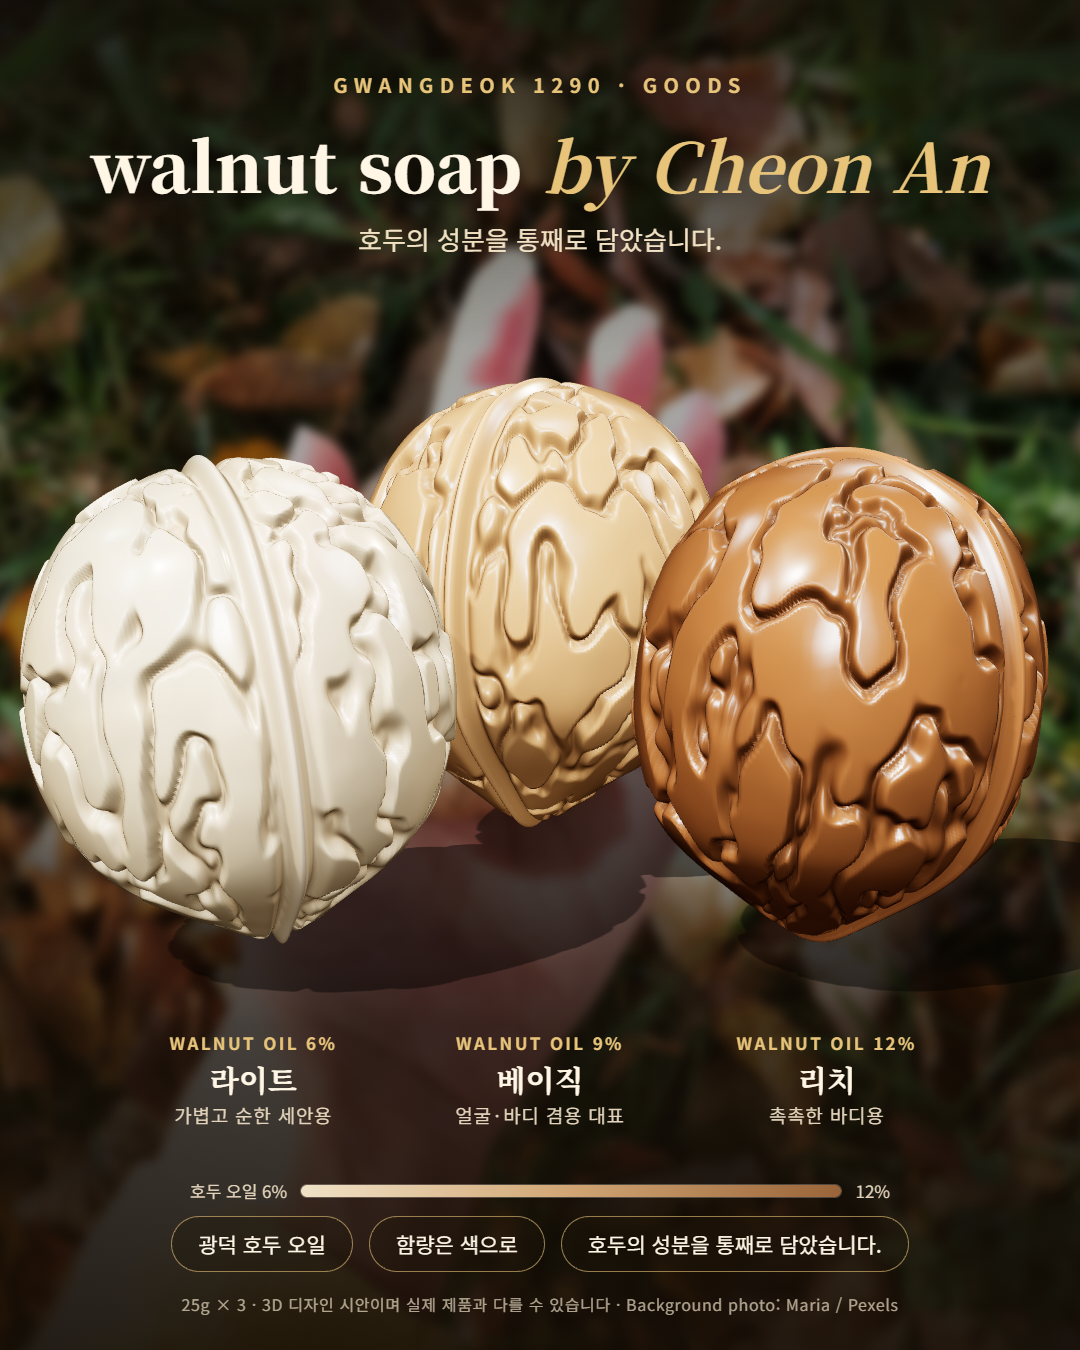 GWANGDEOK 1290 · GOODS
walnut soap by Cheon An
호두의 성분을 통째로 담았습니다.
WALNUT OIL 6%
라이트
가볍고 순한 세안용
WALNUT OIL 9%
베이직
얼굴·바디 겸용 대표
WALNUT OIL 12%
리치
촉촉한 바디용
호두 오일 6% 12%
광덕 호두 오일
함량은 색으로
호두의 성분을 통째로 담았습니다.
25g × 3 · 3D 디자인 시안이며 실제 제품과 다를 수 있습니다 · Background photo: Maria / Pexels